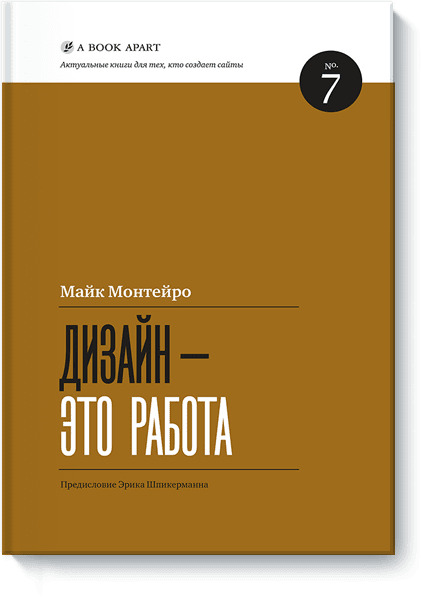 A BOOK APART
Актуальные книги для тех, кто создает сайты
No.
7
Майк Монтейро
ДИЗАЙН —
ЭТО РАБОТА
Предисловие Эрика Шпикерманна